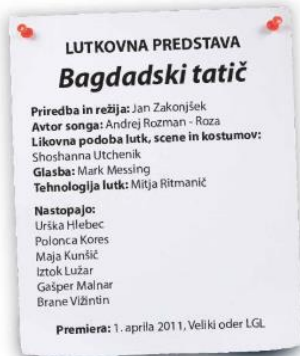 LUTKOVNA PREDSTAVA
Bagdadski tatič
Priredba in režija: Jan Zakonjšek
Avtor songa: Andrej Rozman - Roza
Likovna podoba lutk, scene in kostumov:
Shoshanna Utchenik
Glasba: Mark Messing
Tehnologija lutk: Mitja Ritmanič
Nastopajo:
Urška Hlebec
Polonca Kores
Maja Kunšič
Iztok Lužar
Gašper Malnar
Brane Vižintin
Premiera: 1. aprila 2011, Veliki oder LGL